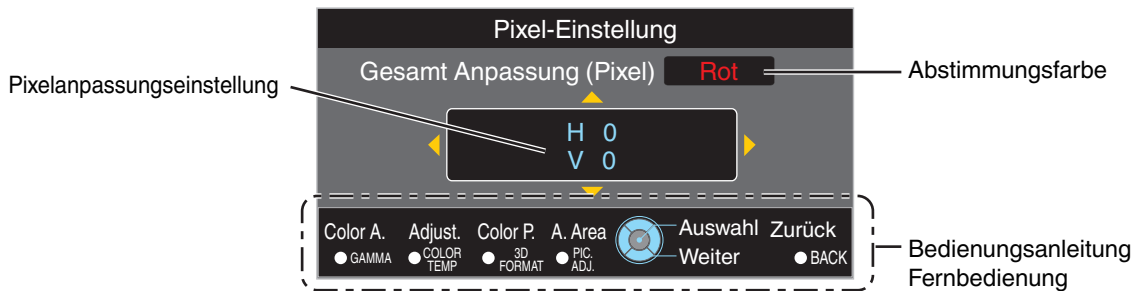 Pixel-Einstellung
Gesamt Anpassung (Pixel) Rot
Abstimmungsfarbe
Pixelanpassungseinstellung
H 0
V 0
Color A. Adjust. Color P. A. Area Auswahl Zurück
GAMMA COLOR TEMP 3D FORMAT PIC. ADJ. Weiter BACK
Bedienungsanleitung
Fernbedienung